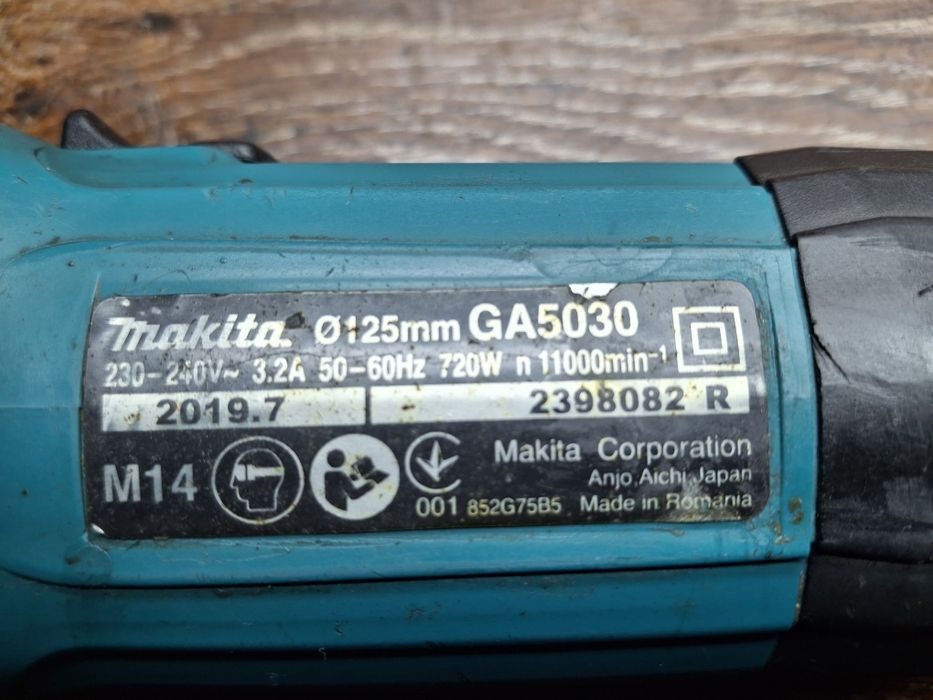 makita Ø125mm GA5030
230-240V~ 3.2A 50-60Hz 720W n 11000min⁻¹
2019.7 2398082 R
M14
Makita Corporation
Anjo, Aichi, Japan
001 852G75B5 Made in Romania